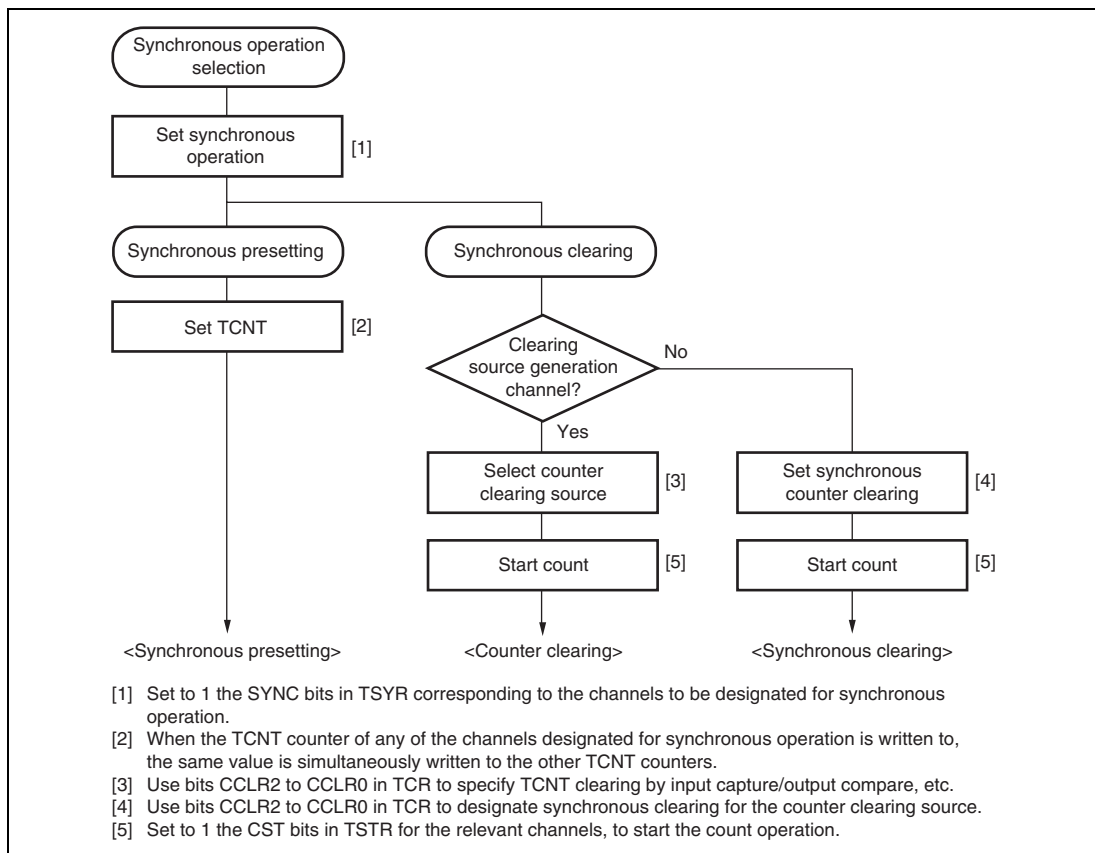 Synchronous operation
selection
Set synchronous
operation
[1]
Synchronous presetting
Synchronous clearing
Set TCNT
[2]
Clearing
source generation
channel?
No
Yes
Select counter
clearing source
[3]
Set synchronous
counter clearing
[4]
Start count
[5]
Start count
[5]
<Synchronous presetting>
<Counter clearing>
<Synchronous clearing>
[1] Set to 1 the SYNC bits in TSYR corresponding to the channels to be designated for synchronous
operation.
[2] When the TCNT counter of any of the channels designated for synchronous operation is written to,
the same value is simultaneously written to the other TCNT counters.
[3] Use bits CCLR2 to CCLR0 in TCR to specify TCNT clearing by input capture/output compare, etc.
[4] Use bits CCLR2 to CCLR0 in TCR to designate synchronous clearing for the counter clearing source.
[5] Set to 1 the CST bits in TSTR for the relevant channels, to start the count operation.